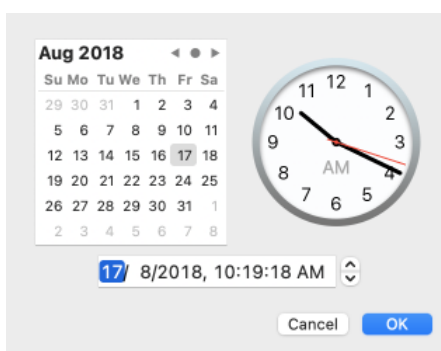 Aug 2018
Su Mo Tu We Th Fr Sa
29 30 31 1 2 3 4
5 6 7 8 9 10 11
12 13 14 15 16 17 18
19 20 21 22 23 24 25
26 27 28 29 30 31 1
2 3 4 5 6 7 8
12
11 1
10 2
9 3
AM
8 4
7 5
6
17/ 8/2018, 10:19:18 AM
Cancel OK